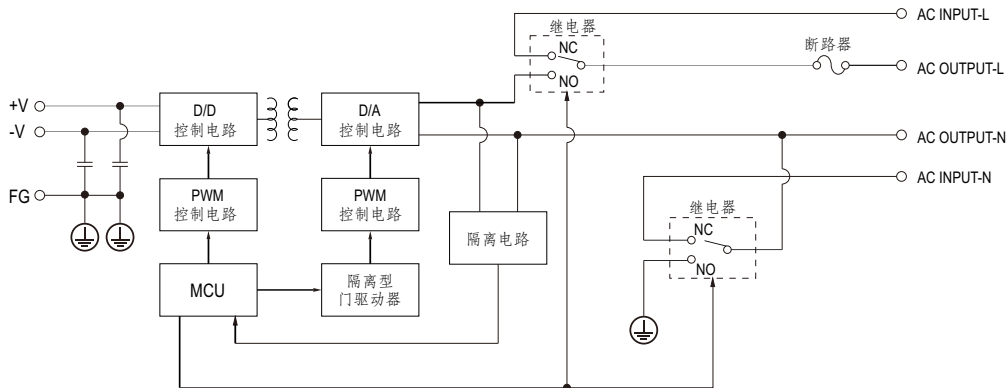 AC INPUT-L
继电器
NC
NO
断路器
AC OUTPUT-L
+V
-V
FG
D/D
控制电路
D/A
控制电路
AC OUTPUT-N
AC INPUT-N
PWM
控制电路
PWM
控制电路
隔离电路
继电器
NC
NO
MCU
隔离型
门驱动器